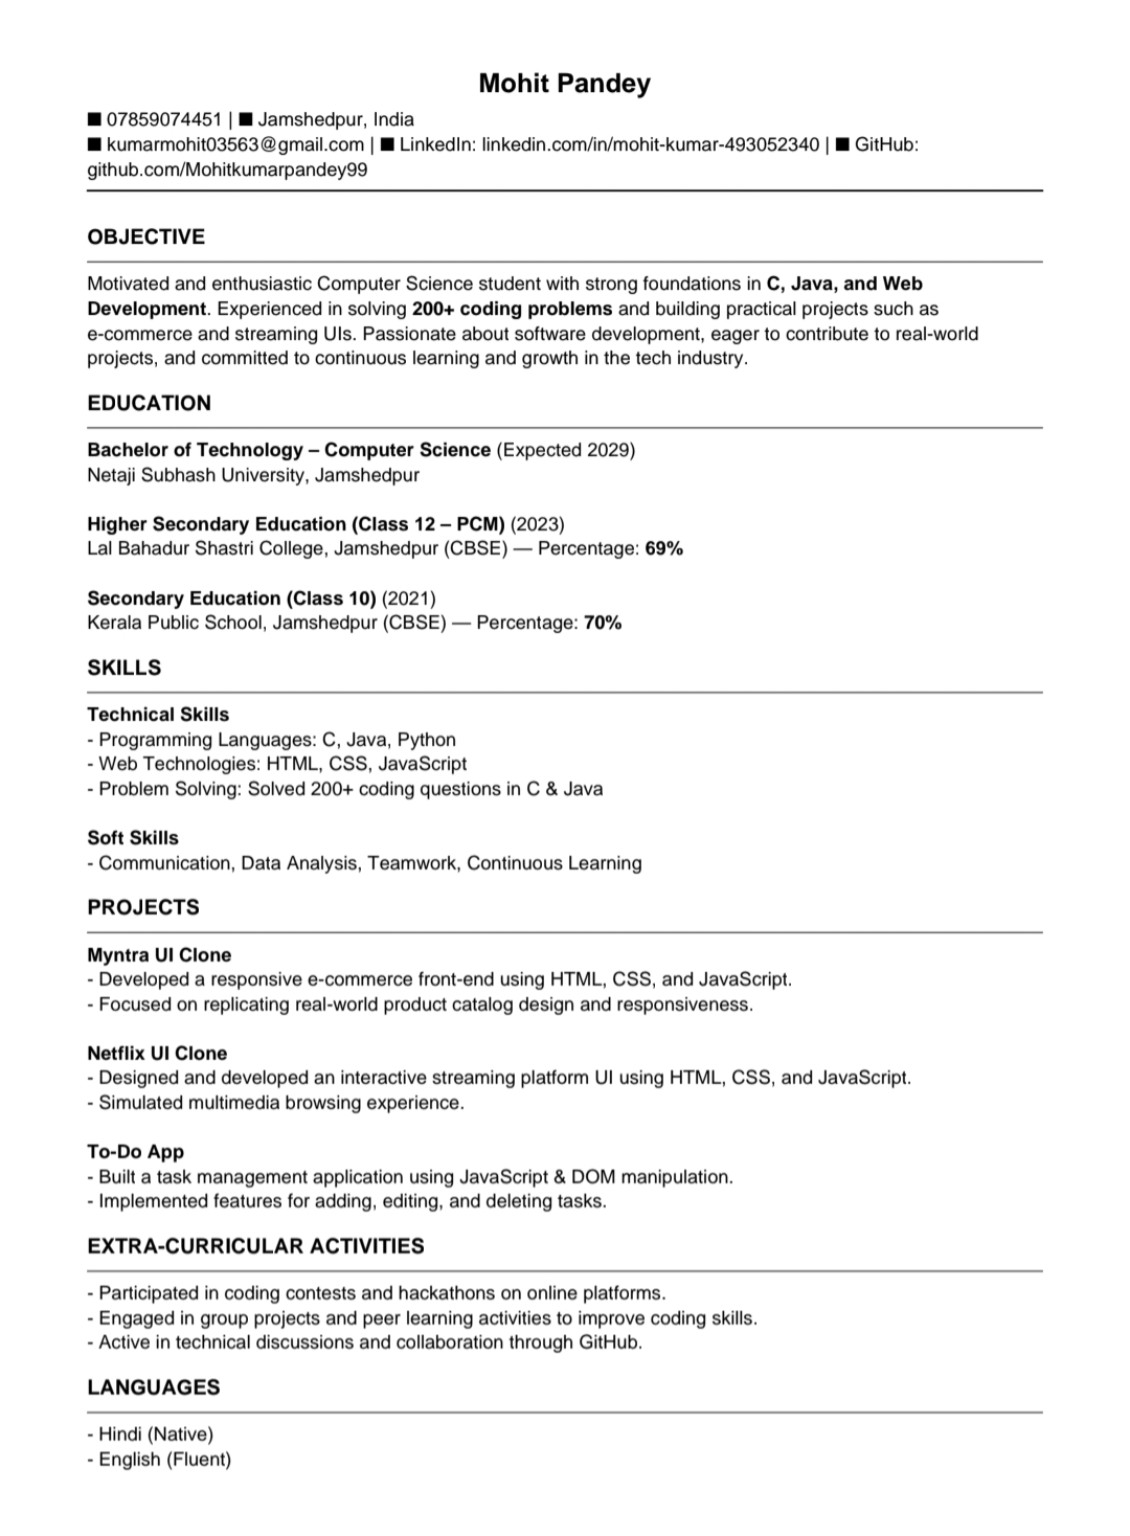 Mohit Pandey
■ 07859074451 | ■ Jamshedpur, India
■ kumarmohit03563@gmail.com | ■ LinkedIn: linkedin.com/in/mohit-kumar-493052340 | ■ GitHub:
github.com/Mohitkumarpandey99
OBJECTIVE
Motivated and enthusiastic Computer Science student with strong foundations in C, Java, and Web
Development. Experienced in solving 200+ coding problems and building practical projects such as
e-commerce and streaming UIs. Passionate about software development, eager to contribute to real-world
projects, and committed to continuous learning and growth in the tech industry.
EDUCATION
Bachelor of Technology – Computer Science (Expected 2029)
Netaji Subhash University, Jamshedpur
Higher Secondary Education (Class 12 – PCM) (2023)
Lal Bahadur Shastri College, Jamshedpur (CBSE) — Percentage: 69%
Secondary Education (Class 10) (2021)
Kerala Public School, Jamshedpur (CBSE) — Percentage: 70%
SKILLS
Technical Skills
- Programming Languages: C, Java, Python
- Web Technologies: HTML, CSS, JavaScript
- Problem Solving: Solved 200+ coding questions in C & Java
Soft Skills
- Communication, Data Analysis, Teamwork, Continuous Learning
PROJECTS
Myntra UI Clone
- Developed a responsive e-commerce front-end using HTML, CSS, and JavaScript.
- Focused on replicating real-world product catalog design and responsiveness.
Netflix UI Clone
- Designed and developed an interactive streaming platform UI using HTML, CSS, and JavaScript.
- Simulated multimedia browsing experience.
To-Do App
- Built a task management application using JavaScript & DOM manipulation.
- Implemented features for adding, editing, and deleting tasks.
EXTRA-CURRICULAR ACTIVITIES
- Participated in coding contests and hackathons on online platforms.
- Engaged in group projects and peer learning activities to improve coding skills.
- Active in technical discussions and collaboration through GitHub.
LANGUAGES
- Hindi (Native)
- English (Fluent)